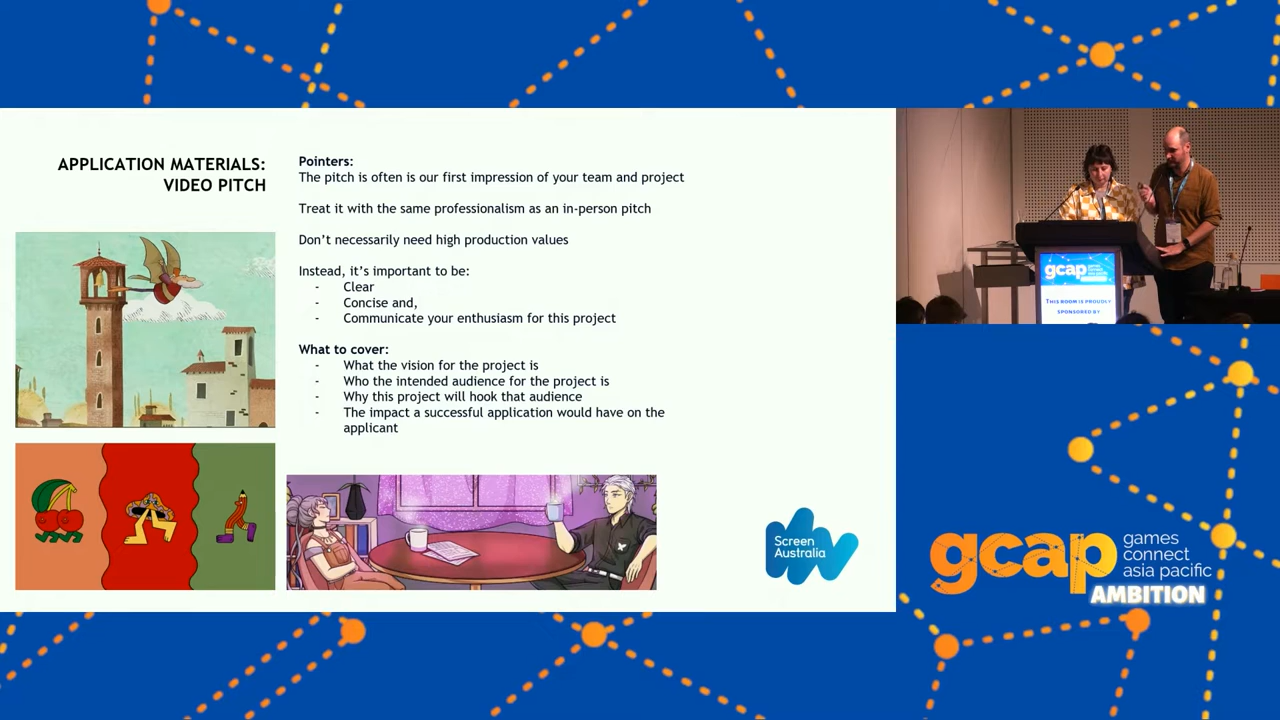 APPLICATION MATERIALS:
VIDEO PITCH
Pointers:
The pitch is often is our first impression of your team and project
Treat it with the same professionalism as an in-person pitch
Don’t necessarily need high production values
Instead, it’s important to be:
- Clear
- Concise and,
- Communicate your enthusiasm for this project
What to cover:
- What the vision for the project is
- Who the intended audience for the project is
- Why this project will hook that audience
- The impact a successful application would have on the
applicant
Screen
Australia
gcap games
connect
asia pacific
AMBITION
THIS ROOM IS PROUDLY
SPONSORED BY
gcap
games
connect
asia pacific
AMBITION